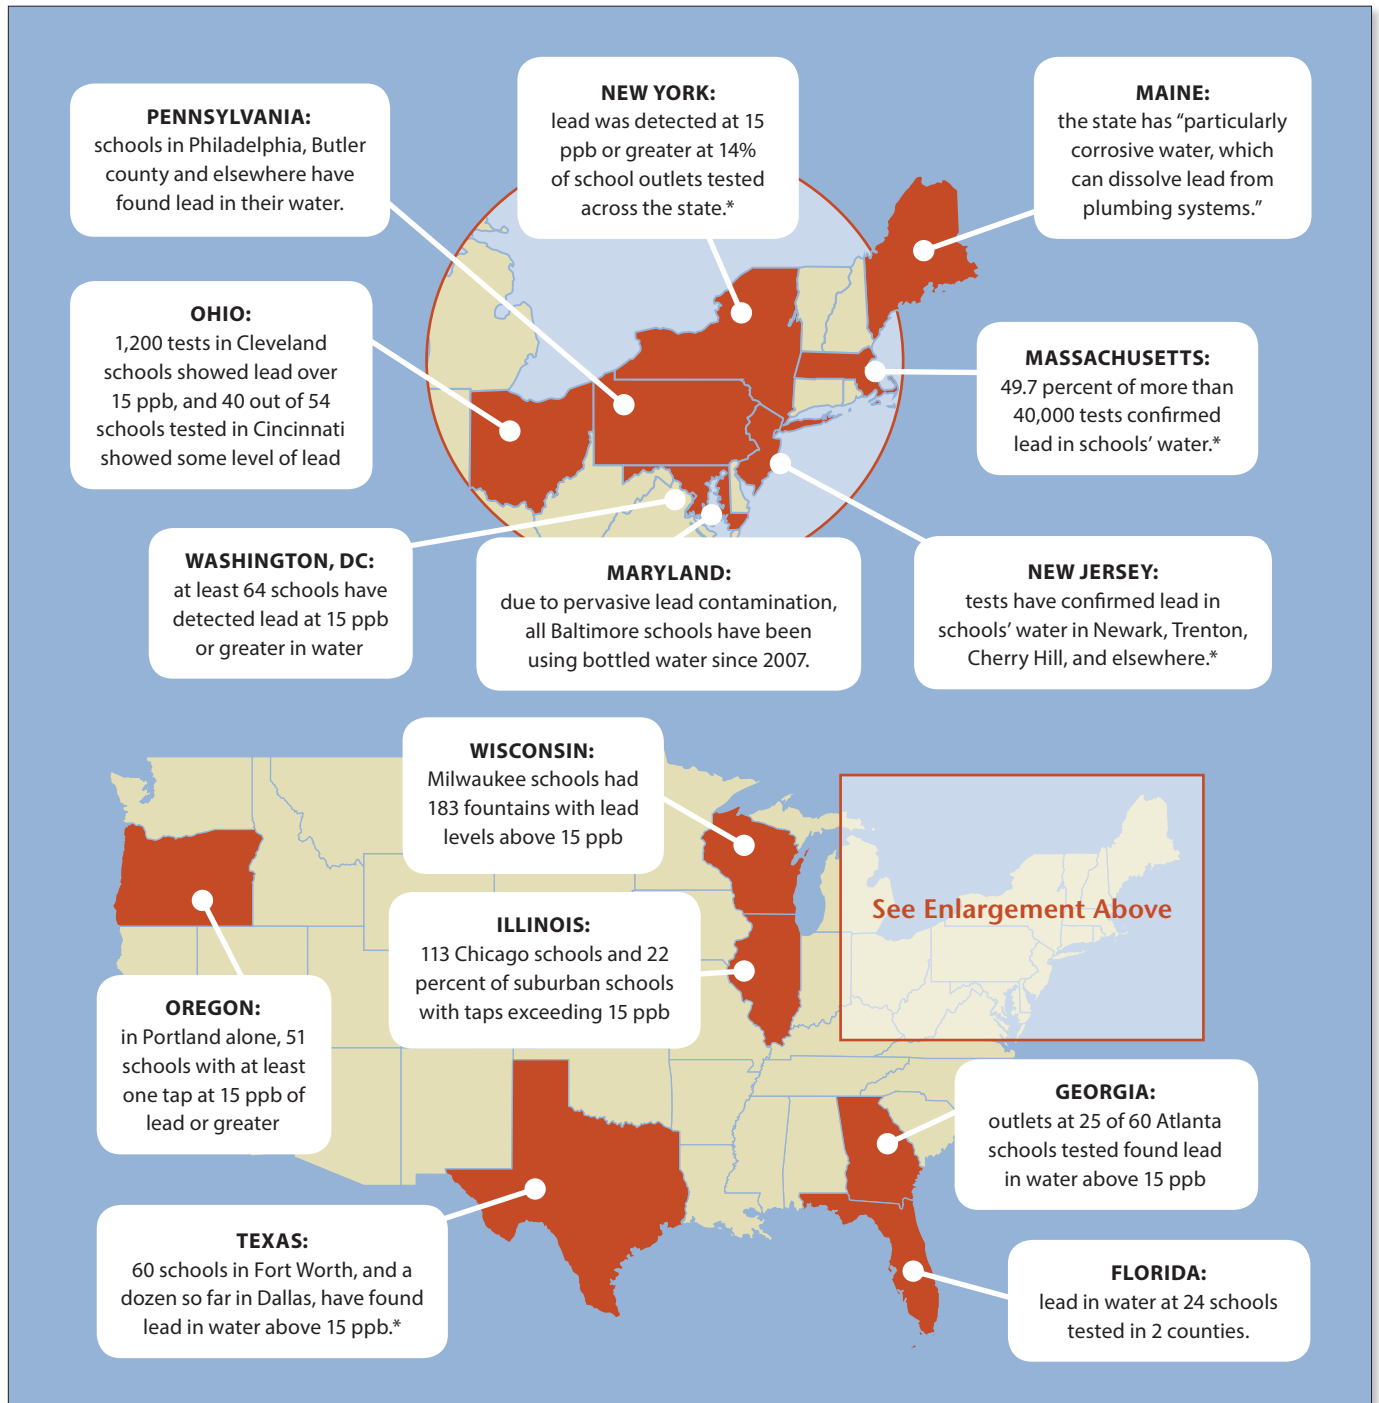 PENNSYLVANIA:
schools in Philadelphia, Butler
county and elsewhere have
found lead in their water.
NEW YORK:
lead was detected at 15
ppb or greater at 14%
of school outlets tested
across the state.*
MAINE:
the state has “particularly
corrosive water, which
can dissolve lead from
plumbing systems.”
OHIO:
1,200 tests in Cleveland
schools showed lead over
15 ppb, and 40 out of 54
schools tested in Cincinnati
showed some level of lead
MASSACHUSETTS:
49.7 percent of more than
40,000 tests confirmed
lead in schools’ water.*
WASHINGTON, DC:
at least 64 schools have
detected lead at 15 ppb
or greater in water
MARYLAND:
due to pervasive lead contamination,
all Baltimore schools have been
using bottled water since 2007.
NEW JERSEY:
tests have confirmed lead in
schools’ water in Newark, Trenton,
Cherry Hill, and elsewhere.*
WISCONSIN:
Milwaukee schools had
183 fountains with lead
levels above 15 ppb
See Enlargement Above
ILLINOIS:
113 Chicago schools and 22
percent of suburban schools
with taps exceeding 15 ppb
OREGON:
in Portland alone, 51
schools with at least
one tap at 15 ppb of
lead or greater
GEORGIA:
outlets at 25 of 60 Atlanta
schools tested found lead
in water above 15 ppb
TEXAS:
60 schools in Fort Worth, and a
dozen so far in Dallas, have found
lead in water above 15 ppb.*
FLORIDA:
lead in water at 24 schools
tested in 2 counties.